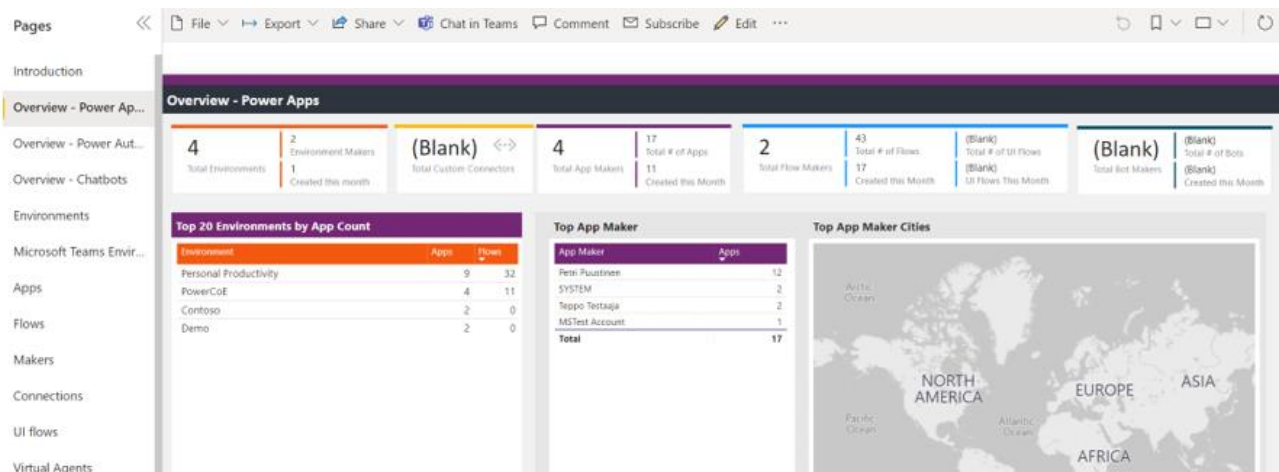 Pages
File Export Share Chat in Teams Comment Subscribe Edit ...
Introduction
Overview - Power Ap...
Overview - Power Aut...
Overview - Chatbots
Environments
Microsoft Teams Envir...
Apps
Flows
Makers
Connections
UI flows
Virtual Agents
Overview - Power Apps
4
Total Environments
2
Environment Makers
1
Created this month
(Blank)
Total Custom Connectors
4
Total App Makers
17
Total # of Apps
11
Created this Month
2
Total Flow Makers
43
Total # of Flows
17
Created this Month
(Blank)
Total # of UI Flows
(Blank)
UI Flows This Month
(Blank)
Total Bot Makers
(Blank)
Total # of Bots
(Blank)
Created this Month
Top 20 Environments by App Count
Environment Apps Flows
Personal Productivity 9 32
PowerCoE 4 11
Contoso 2 0
Demo 2 0
Top App Maker
App Maker Apps
Petri Puustinen 12
SYSTEM 2
Teppo Testaaja 2
MSTest Account 1
Total 17
Top App Maker Cities
Arctic
Ocean
NORTH
AMERICA
EUROPE
ASIA
Pacific
Ocean
Atlantic
Ocean
AFRICA